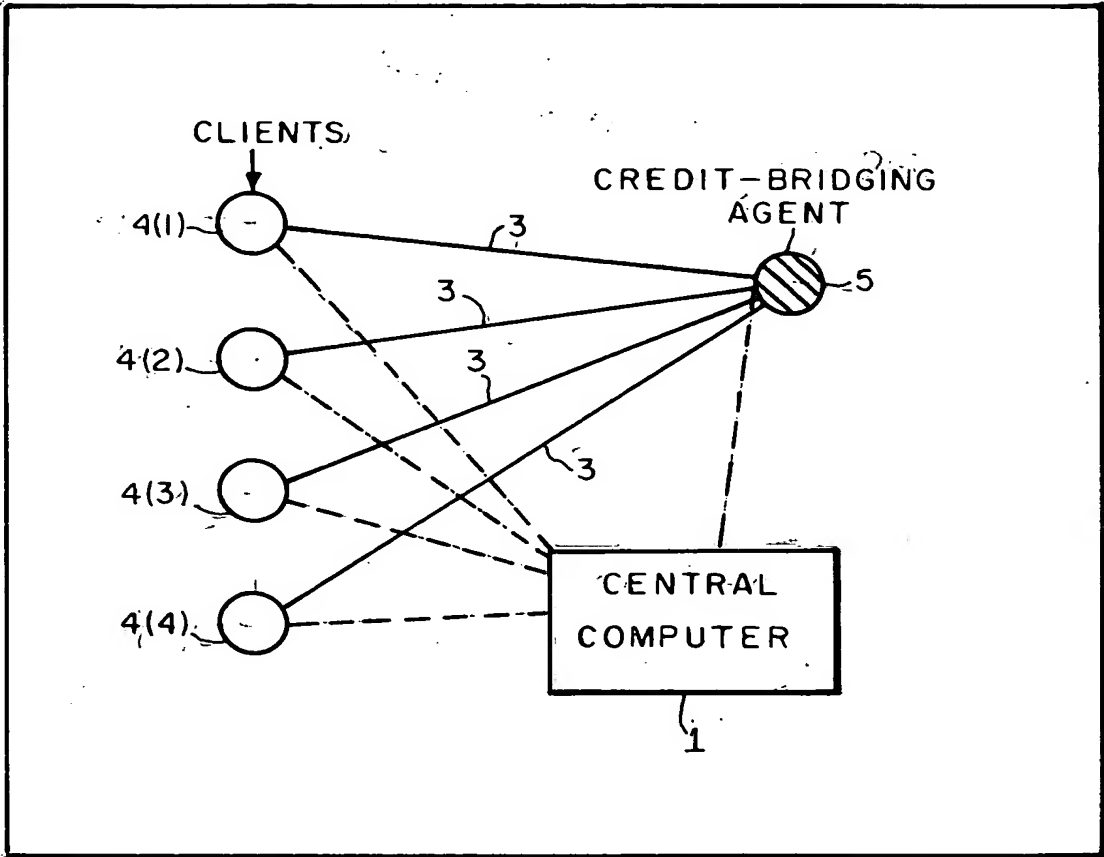 CLIENTS
CREDIT-BRIDGING
AGENT
4(1)
3
5
3
4(2)
3
3
4(3)
CENTRAL
COMPUTER
4(4)
1